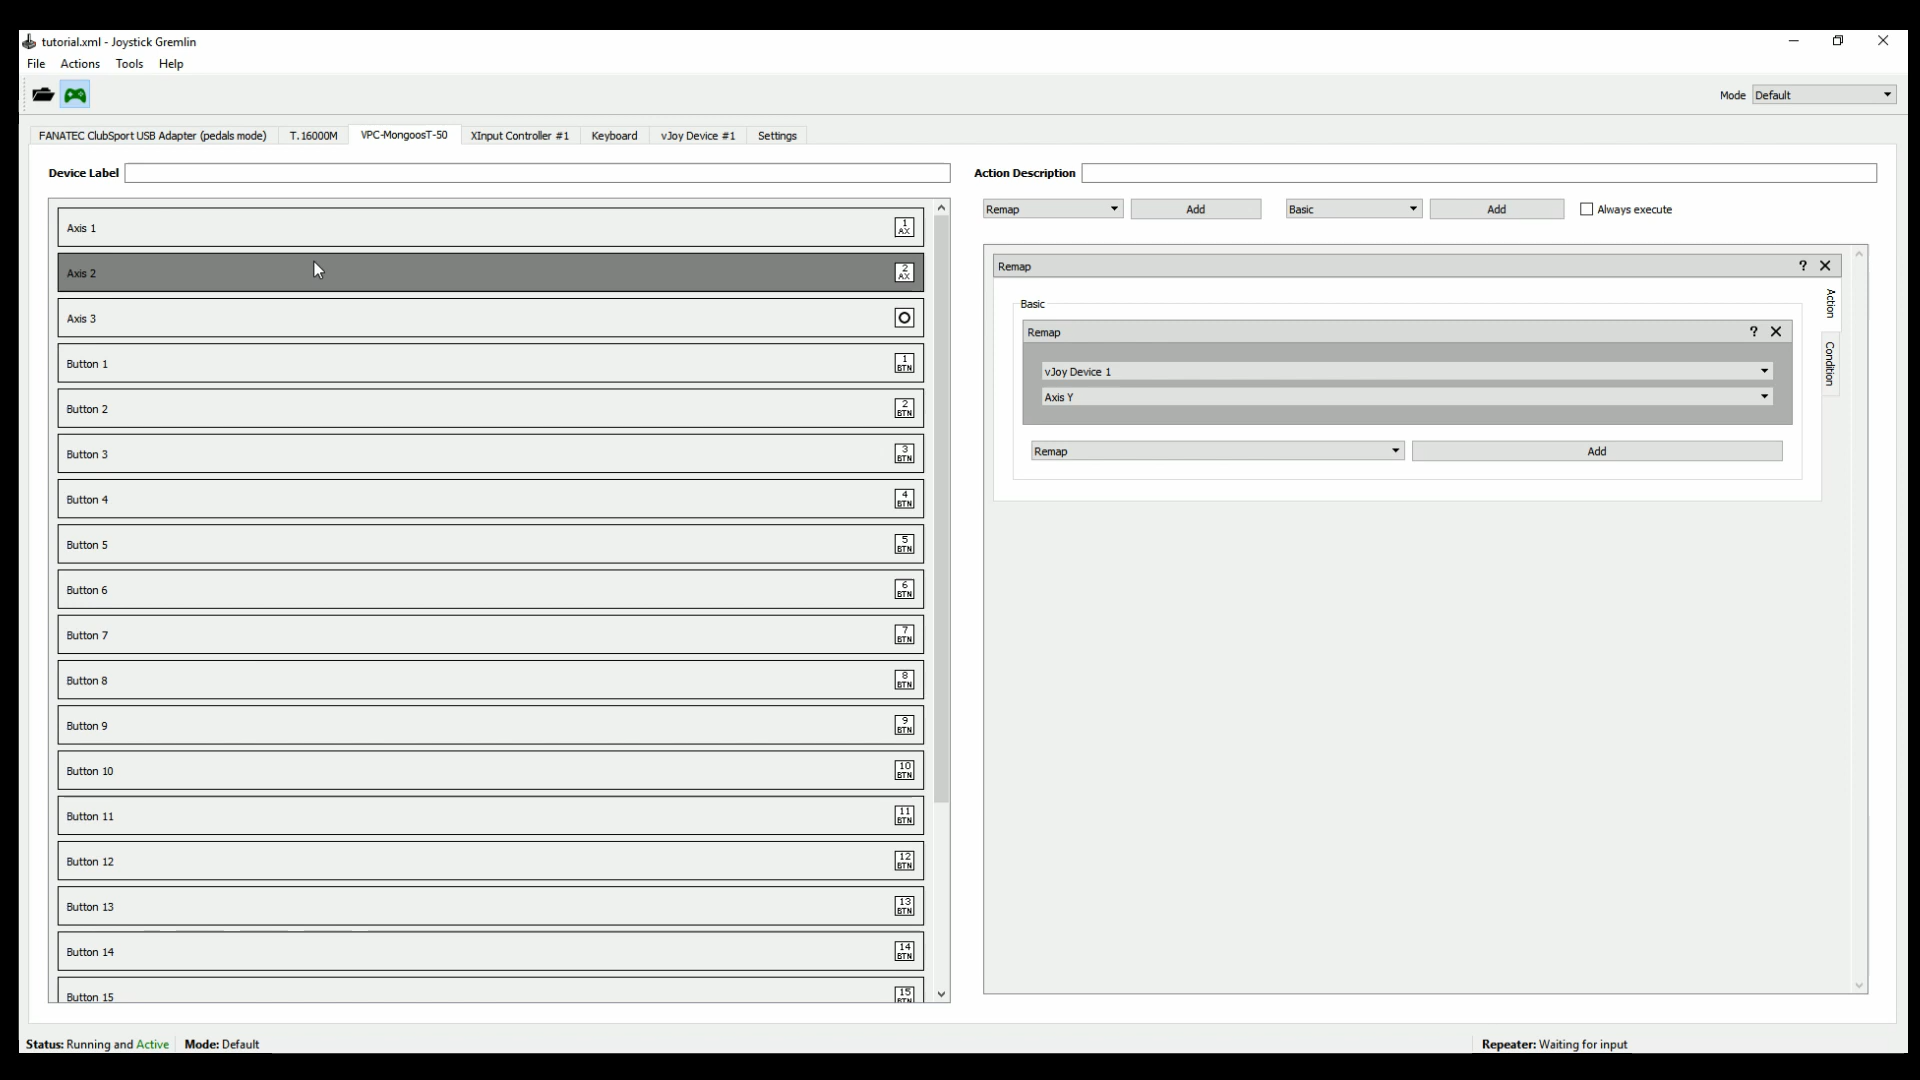 tutorial.xml - Joystick Gremlin
File Actions Tools Help
Mode Default
FANATEC ClubSport USB Adapter (pedals mode) T.16000M VPC-MongoosT-50 XInput Controller #1 Keyboard vJoy Device #1 Settings
Device Label
Action Description
Remap Add Basic Add Always execute
Axis 1 1 AX
Axis 2 2 AX
Axis 3
Button 1 1 BTN
Button 2 2 BTN
Button 3 3 BTN
Button 4 4 BTN
Button 5 5 BTN
Button 6 6 BTN
Button 7 7 BTN
Button 8 8 BTN
Button 9 9 BTN
Button 10 10 BTN
Button 11 11 BTN
Button 12 12 BTN
Button 13 13 BTN
Button 14 14 BTN
Button 15 15 BTN
Remap ?
Action
Condition
Basic
Remap ?
vJoy Device 1
Axis Y
Remap Add
Status: Running and Active Mode: Default
Repeater: Waiting for input